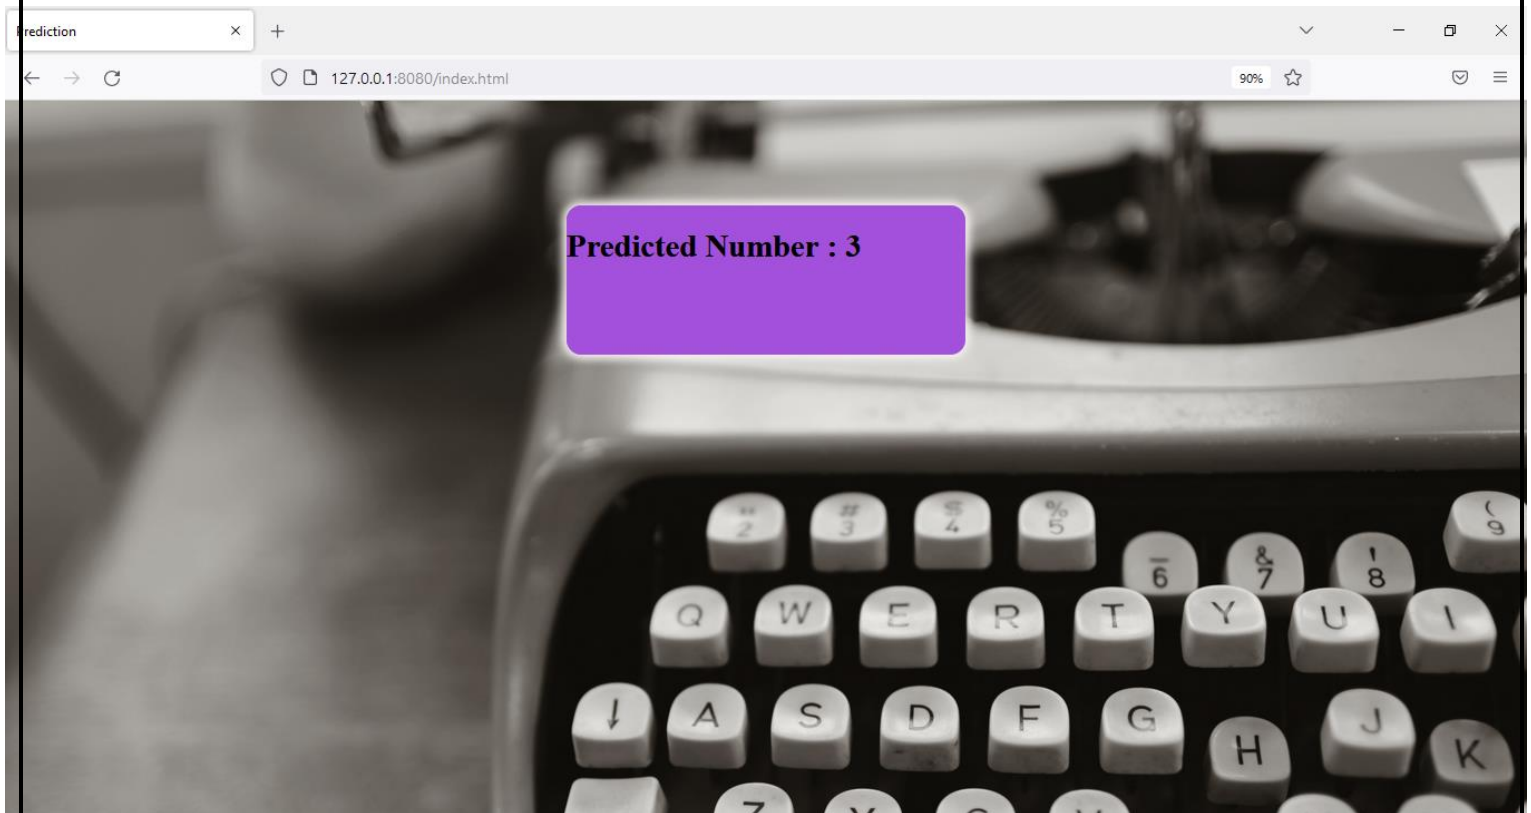 Prediction
127.0.0.1:8080/index.html
90%
Predicted Number : 3
" # $ % (
2 3 4 5 9
_ & '
6 7 8
Q W E R T Y U I
A S D F G H J K
Z